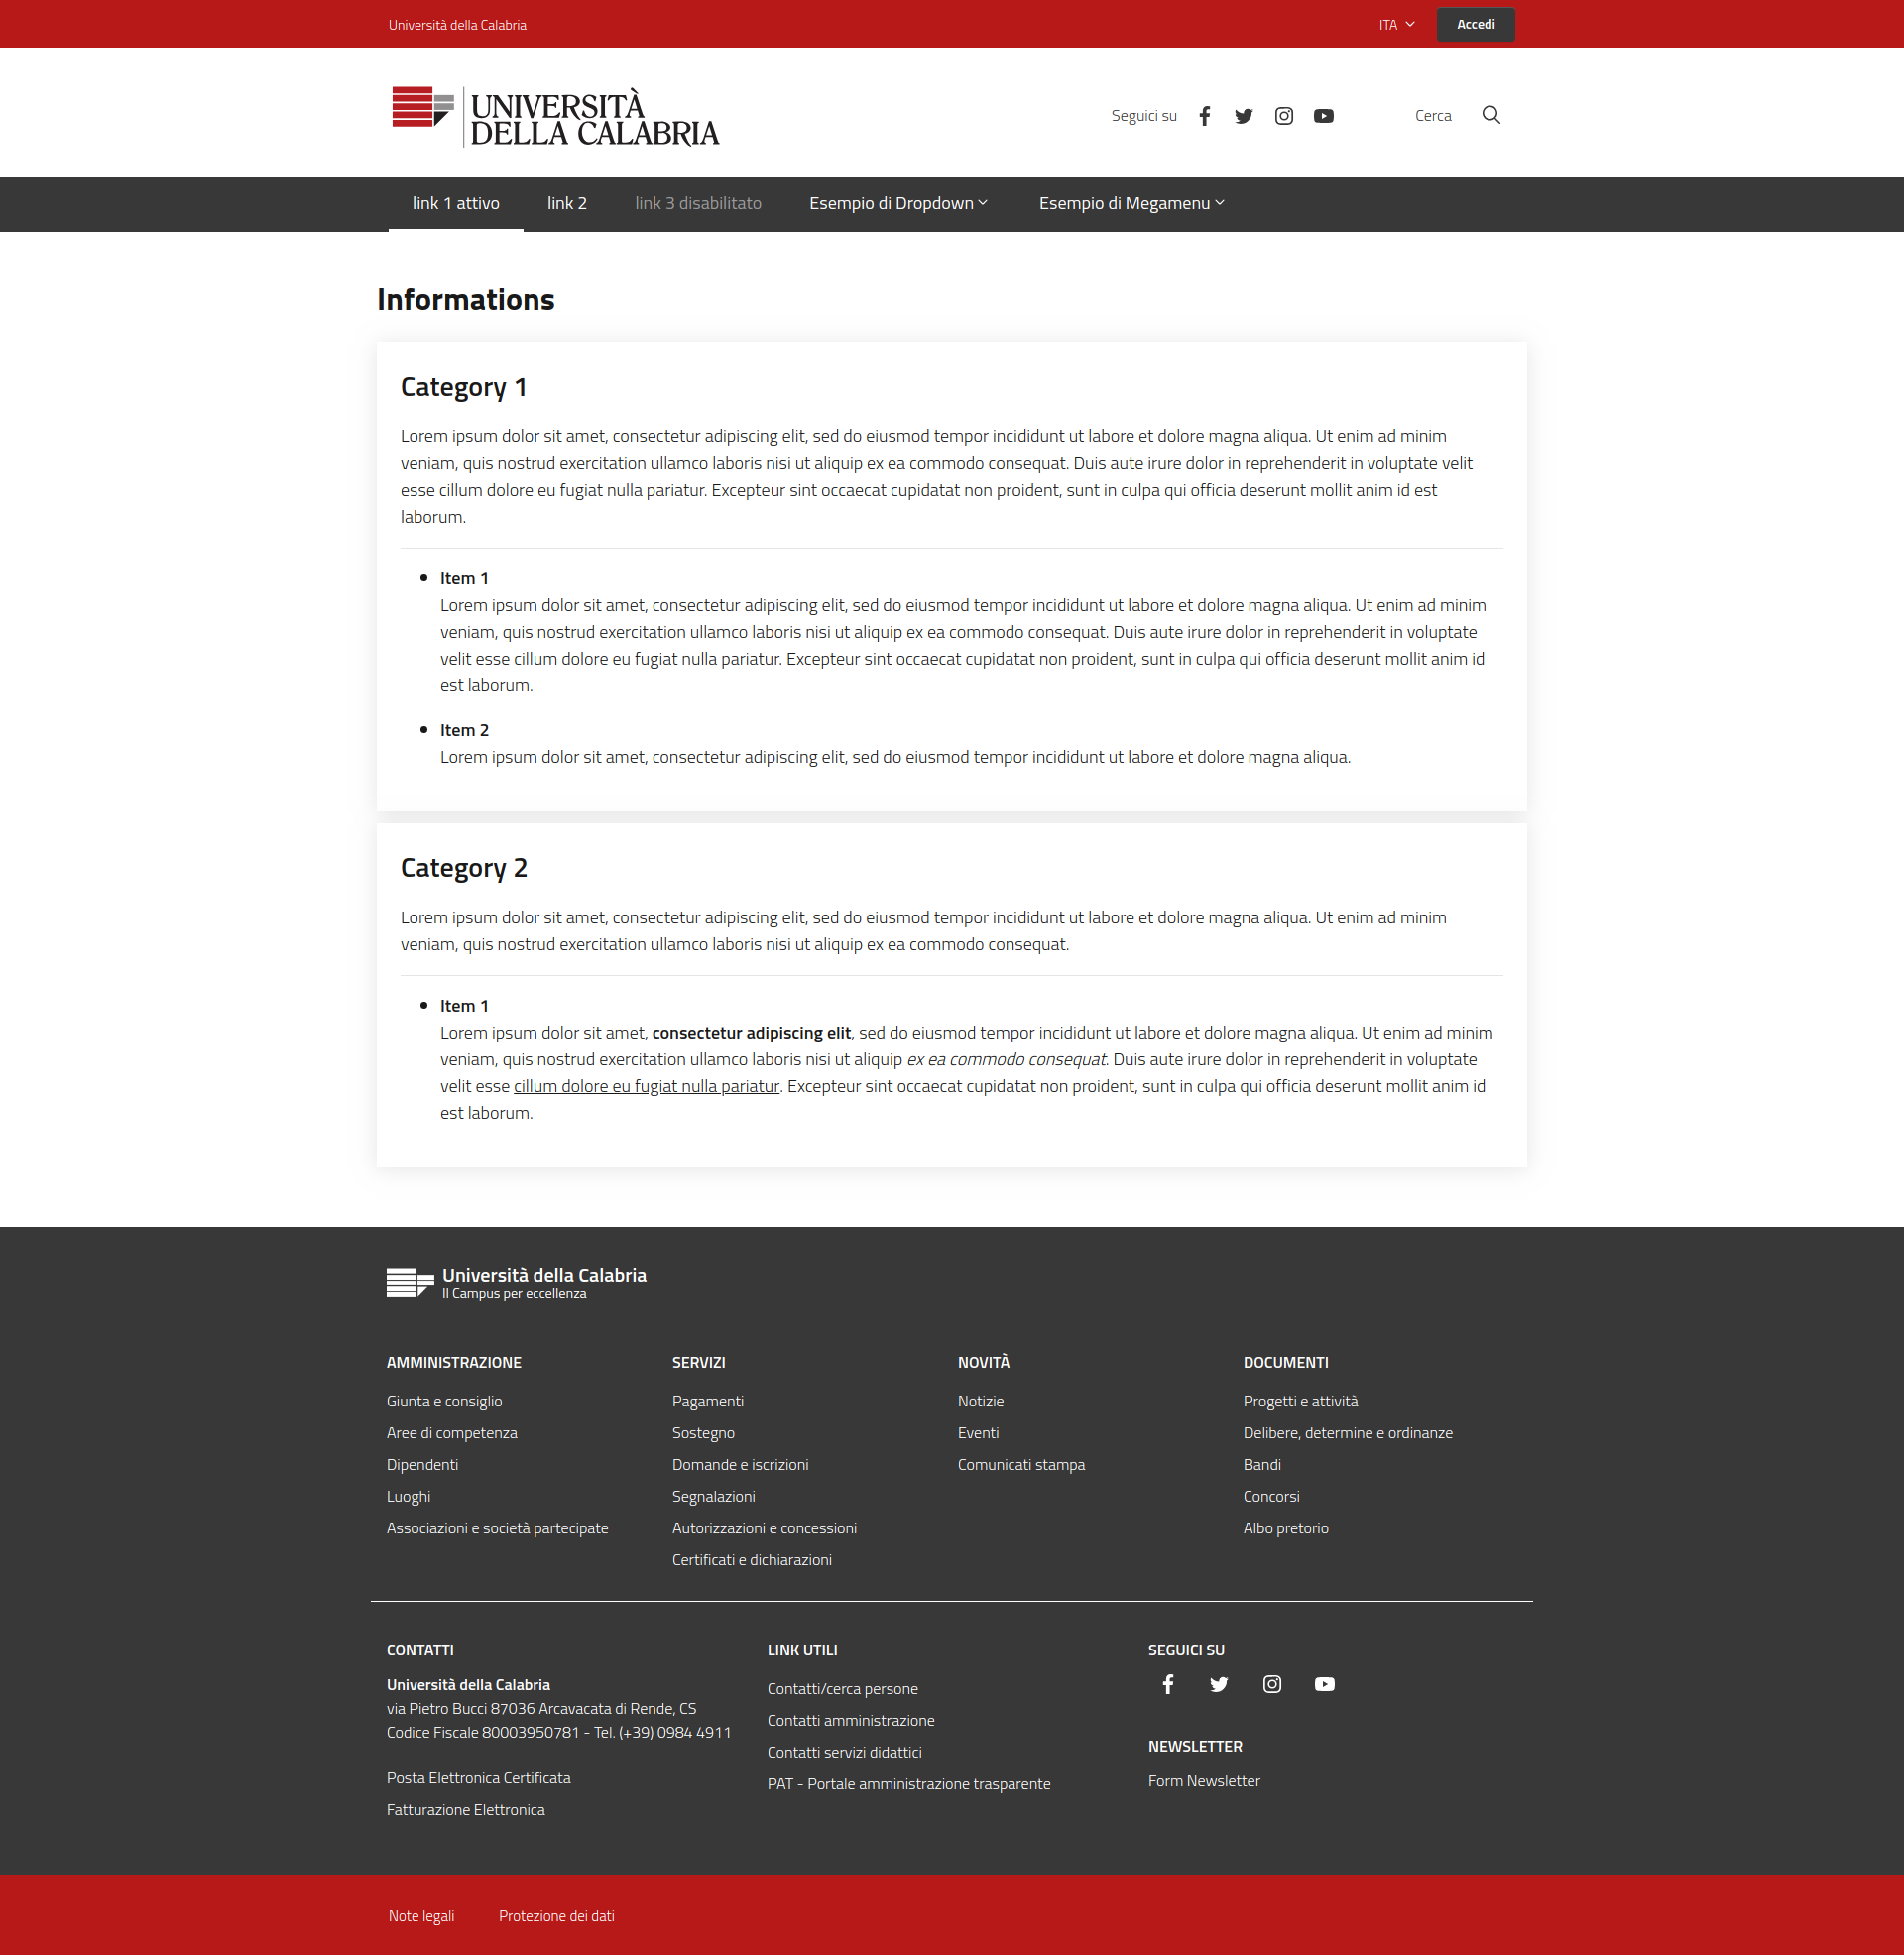 Università della Calabria
ITA
Accedi
UNIVERSITÀ
DELLA CALABRIA
Seguici su
Cerca
link 1 attivo
link 2
link 3 disabilitato
Esempio di Dropdown
Esempio di Megamenu
Informations
Category 1
Lorem ipsum dolor sit amet, consectetur adipiscing elit, sed do eiusmod tempor incididunt ut labore et dolore magna aliqua. Ut enim ad minim
veniam, quis nostrud exercitation ullamco laboris nisi ut aliquip ex ea commodo consequat. Duis aute irure dolor in reprehenderit in voluptate velit
esse cillum dolore eu fugiat nulla pariatur. Excepteur sint occaecat cupidatat non proident, sunt in culpa qui officia deserunt mollit anim id est
laborum.
Item 1
Lorem ipsum dolor sit amet, consectetur adipiscing elit, sed do eiusmod tempor incididunt ut labore et dolore magna aliqua. Ut enim ad minim
veniam, quis nostrud exercitation ullamco laboris nisi ut aliquip ex ea commodo consequat. Duis aute irure dolor in reprehenderit in voluptate
velit esse cillum dolore eu fugiat nulla pariatur. Excepteur sint occaecat cupidatat non proident, sunt in culpa qui officia deserunt mollit anim id
est laborum.
Item 2
Lorem ipsum dolor sit amet, consectetur adipiscing elit, sed do eiusmod tempor incididunt ut labore et dolore magna aliqua.
Category 2
Lorem ipsum dolor sit amet, consectetur adipiscing elit, sed do eiusmod tempor incididunt ut labore et dolore magna aliqua. Ut enim ad minim
veniam, quis nostrud exercitation ullamco laboris nisi ut aliquip ex ea commodo consequat.
Item 1
Lorem ipsum dolor sit amet, consectetur adipiscing elit, sed do eiusmod tempor incididunt ut labore et dolore magna aliqua. Ut enim ad minim
veniam, quis nostrud exercitation ullamco laboris nisi ut aliquip ex ea commodo consequat. Duis aute irure dolor in reprehenderit in voluptate
velit esse cillum dolore eu fugiat nulla pariatur. Excepteur sint occaecat cupidatat non proident, sunt in culpa qui officia deserunt mollit anim id
est laborum.
Università della Calabria
Il Campus per eccellenza
AMMINISTRAZIONE
Giunta e consiglio
Aree di competenza
Dipendenti
Luoghi
Associazioni e società partecipate
SERVIZI
Pagamenti
Sostegno
Domande e iscrizioni
Segnalazioni
Autorizzazioni e concessioni
Certificati e dichiarazioni
NOVITÀ
Notizie
Eventi
Comunicati stampa
DOCUMENTI
Progetti e attività
Delibere, determine e ordinanze
Bandi
Concorsi
Albo pretorio
CONTATTI
Università della Calabria
via Pietro Bucci 87036 Arcavacata di Rende, CS
Codice Fiscale 80003950781 - Tel. (+39) 0984 4911
Posta Elettronica Certificata
Fatturazione Elettronica
LINK UTILI
Contatti/cerca persone
Contatti amministrazione
Contatti servizi didattici
PAT - Portale amministrazione trasparente
SEGUICI SU
NEWSLETTER
Form Newsletter
Note legali
Protezione dei dati